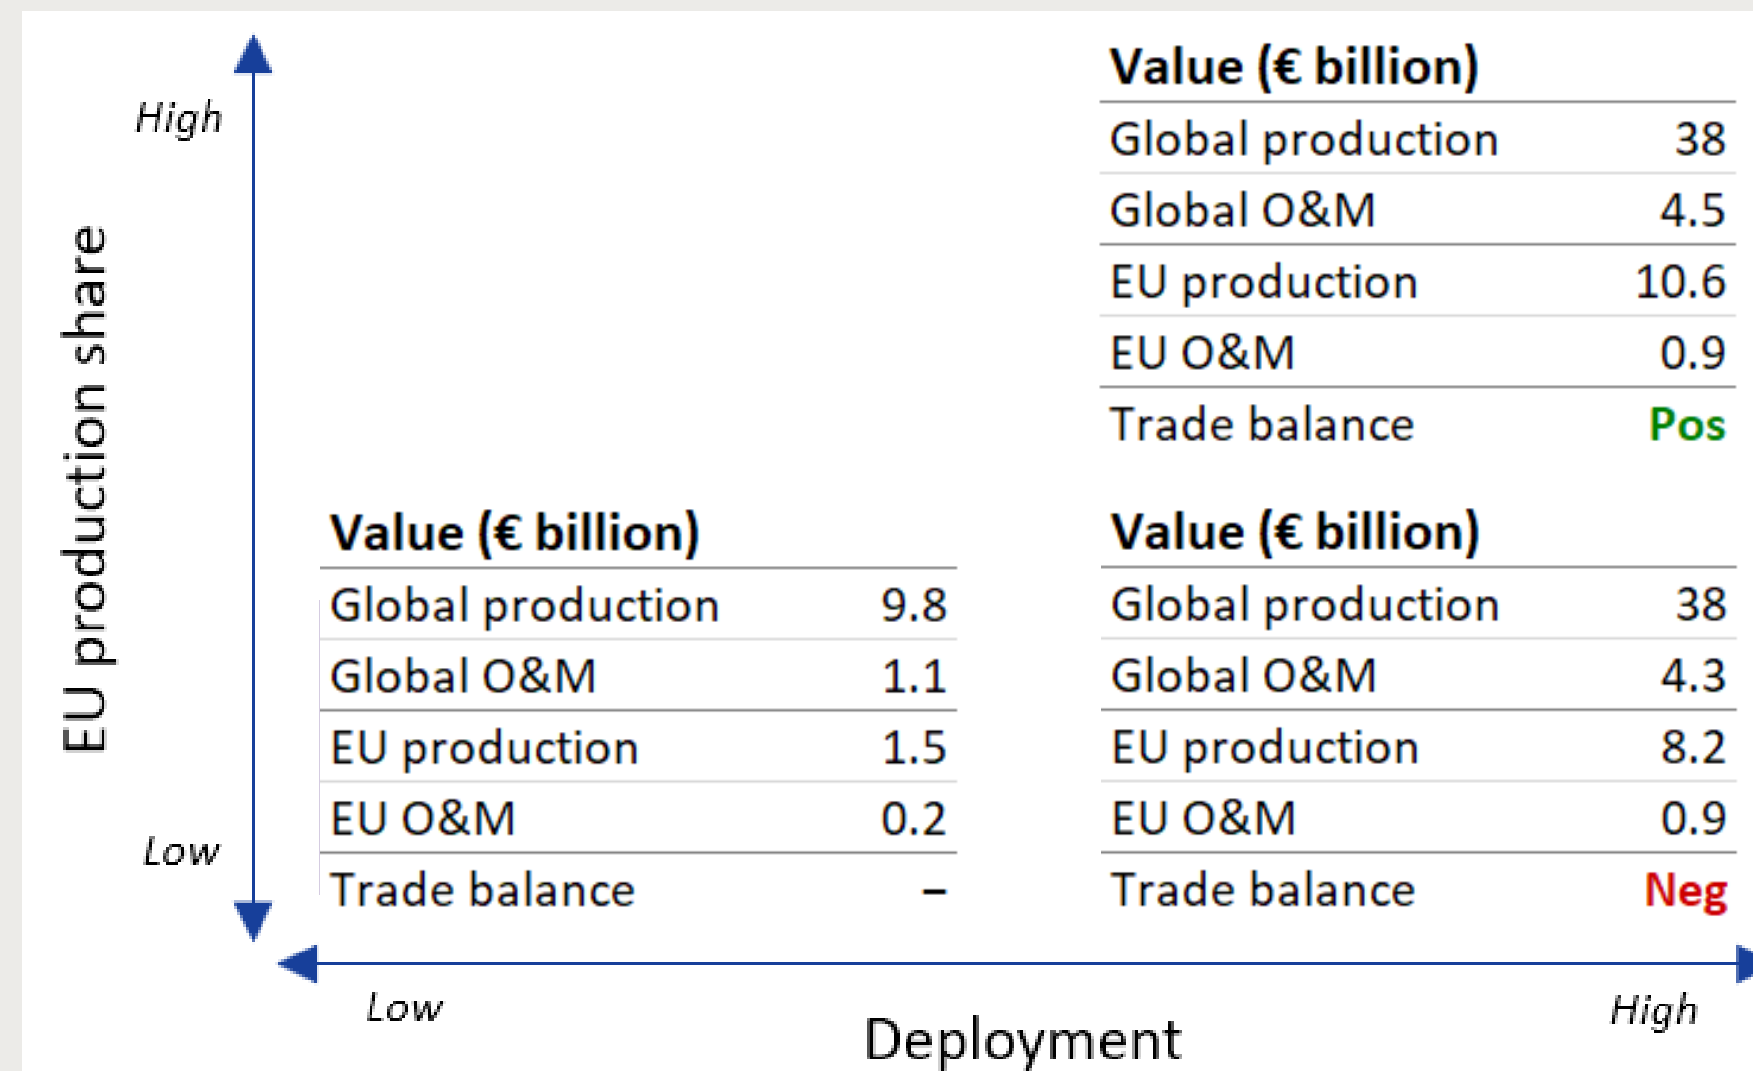 EU production share
High
Low
Value (€ billion)
Global production 38
Global O&M 4.5
EU production 10.6
EU O&M 0.9
Trade balance Pos
Value (€ billion)
Global production 9.8
Global O&M 1.1
EU production 1.5
EU O&M 0.2
Trade balance –
Value (€ billion)
Global production 38
Global O&M 4.3
EU production 8.2
EU O&M 0.9
Trade balance Neg
Low
High
Deployment